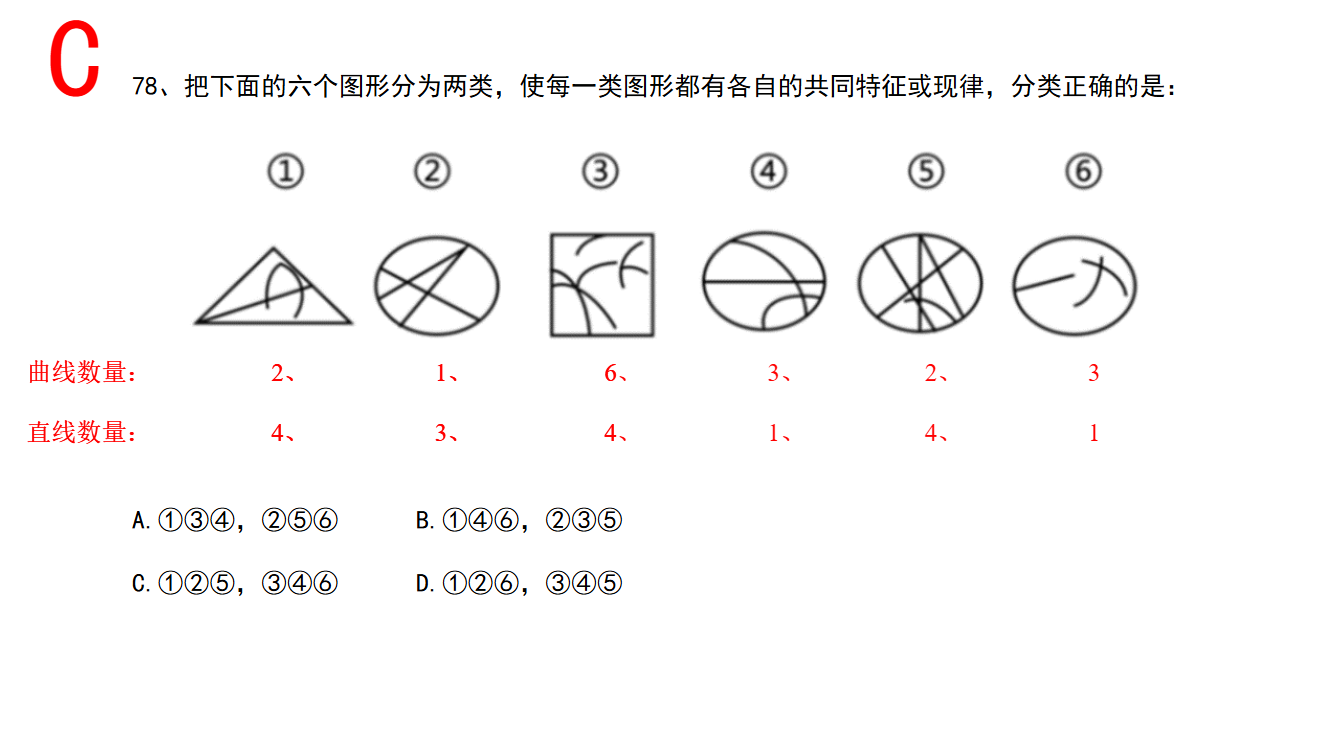 C
78、把下面的六个图形分为两类，使每一类图形都有各自的共同特征或现律，分类正确的是：
① ② ③ ④ ⑤ ⑥
曲线数量： 2、 1、 6、 3、 2、 3
直线数量： 4、 3、 4、 1、 4、 1
A.①③④，②⑤⑥ B.①④⑥，②③⑤
C.①②⑤，③④⑥ D.①②⑥，③④⑤